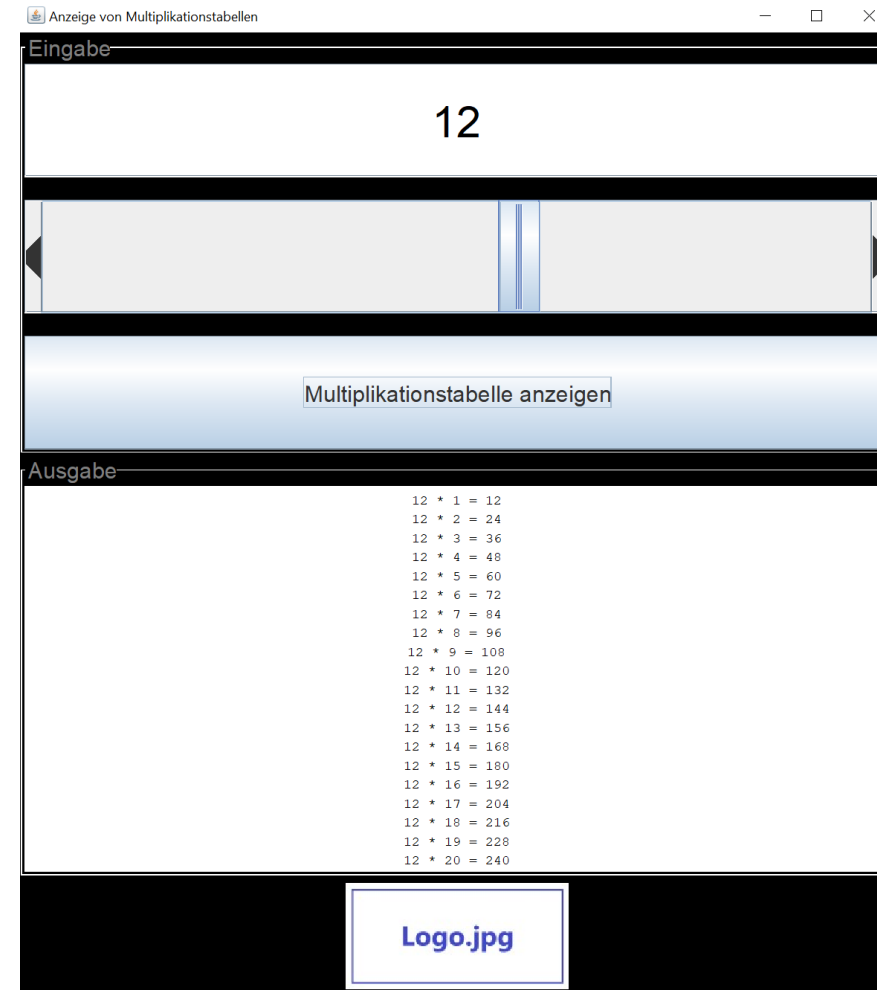 Anzeige von Multiplikationstabellen
Eingabe
12
Multiplikationstabelle anzeigen
Ausgabe
12 * 1 = 12
12 * 2 = 24
12 * 3 = 36
12 * 4 = 48
12 * 5 = 60
12 * 6 = 72
12 * 7 = 84
12 * 8 = 96
12 * 9 = 108
12 * 10 = 120
12 * 11 = 132
12 * 12 = 144
12 * 13 = 156
12 * 14 = 168
12 * 15 = 180
12 * 16 = 192
12 * 17 = 204
12 * 18 = 216
12 * 19 = 228
12 * 20 = 240
Logo.jpg